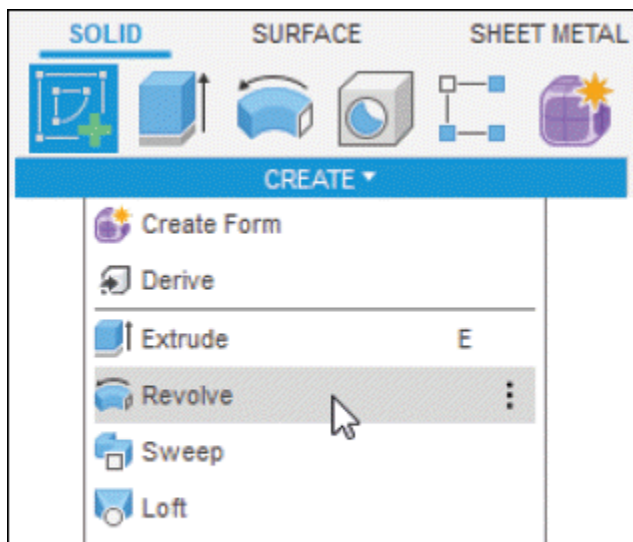 SOLID SURFACE SHEET METAL
CREATE
Create Form
Derive
Extrude E
Revolve
Sweep
Loft